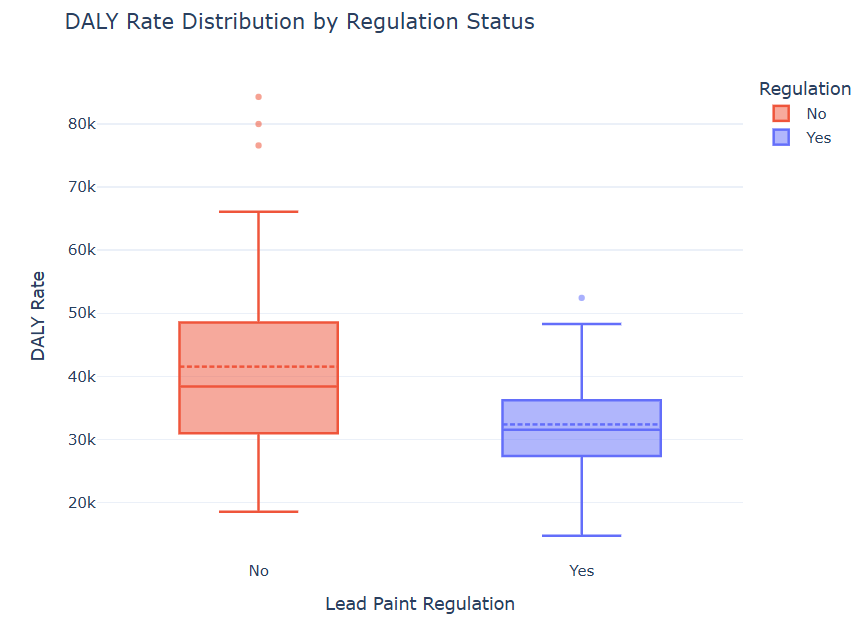 DALY Rate Distribution by Regulation Status
Regulation
No
Yes
80k
70k
60k
50k
40k
30k
20k
DALY Rate
No
Yes
Lead Paint Regulation